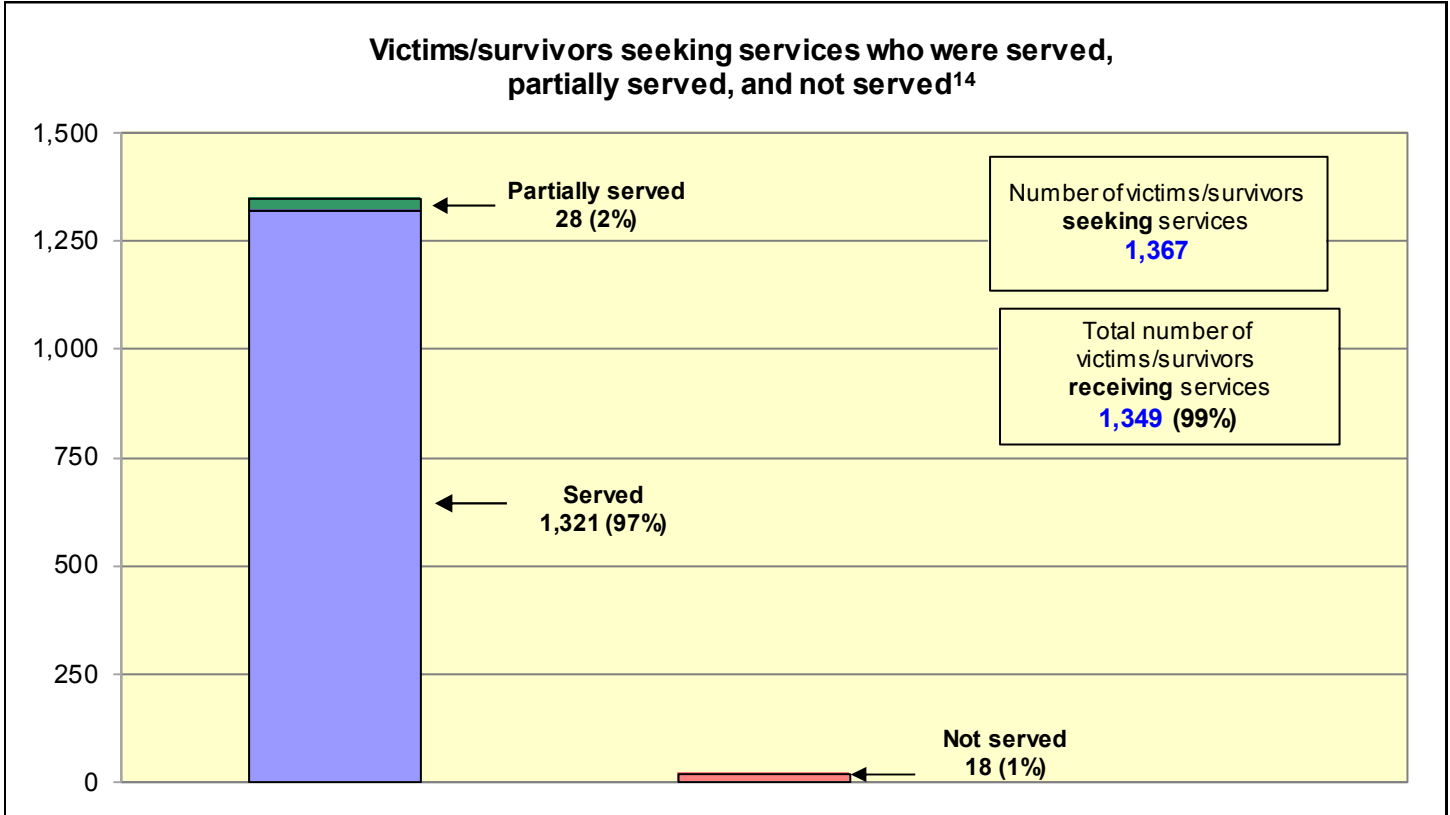 Victims/survivors seeking services who were served,
partially served, and not served¹⁴
1,500
1,250
1,000
750
500
250
0
Partially served
28 (2%)
Served
1,321 (97%)
Not served
18 (1%)
Number of victims/survivors
seeking services
1,367
Total number of
victims/survivors
receiving services
1,349 (99%)